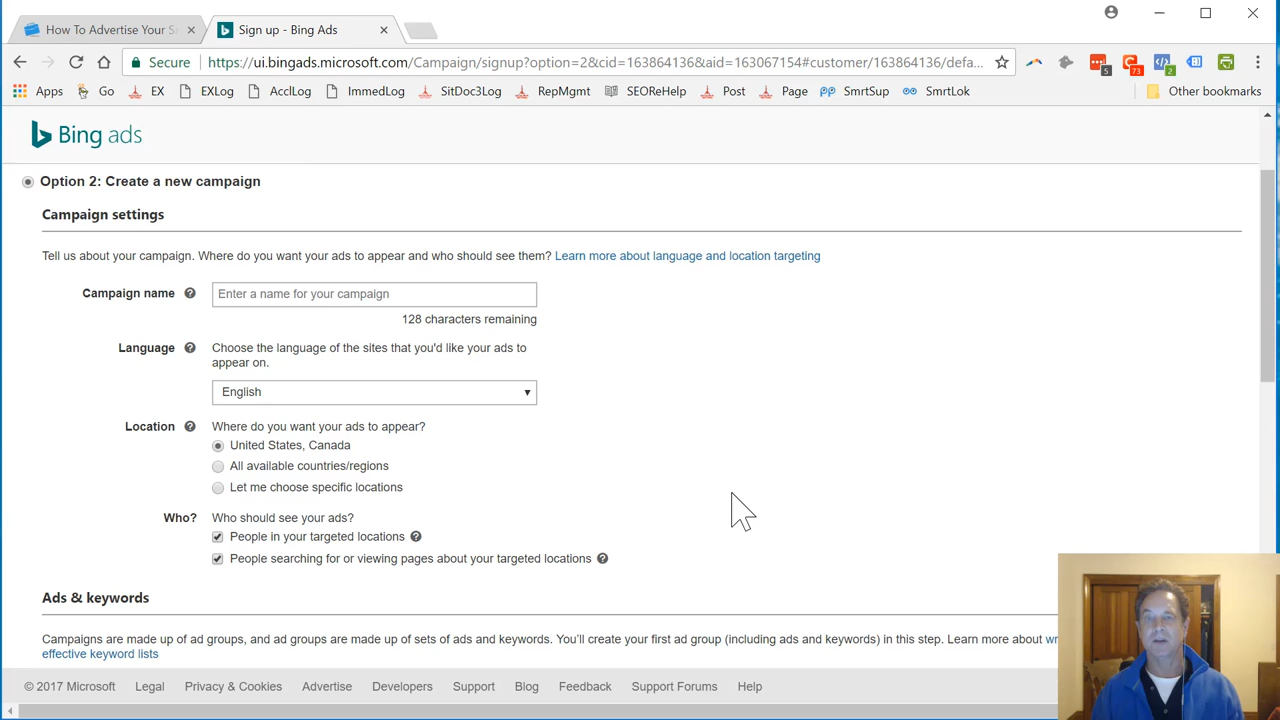 How To Advertise Your S
Sign up - Bing Ads
Secure https://ui.bingads.microsoft.com/Campaign/signup?option=2&cid=163864136&aid=163067154#customer/163864136/defa...
5 73 2
Apps Go EX EXLog AcclLog ImmedLog SitDoc3Log RepMgmt SEOReHelp Post Page SmrtSup SmrtLok Other bookmarks
Bing ads
Option 2: Create a new campaign
Campaign settings
Tell us about your campaign. Where do you want your ads to appear and who should see them? Learn more about language and location targeting
Campaign name ? Enter a name for your campaign
128 characters remaining
Language ? Choose the language of the sites that you'd like your ads to
appear on.
English
Location ? Where do you want your ads to appear?
United States, Canada
All available countries/regions
Let me choose specific locations
Who? Who should see your ads?
People in your targeted locations ?
People searching for or viewing pages about your targeted locations ?
Ads & keywords
Campaigns are made up of ad groups, and ad groups are made up of sets of ads and keywords. You'll create your first ad group (including ads and keywords) in this step. Learn more about
effective keyword lists
© 2017 Microsoft Legal Privacy & Cookies Advertise Developers Support Blog Feedback Support Forums Help